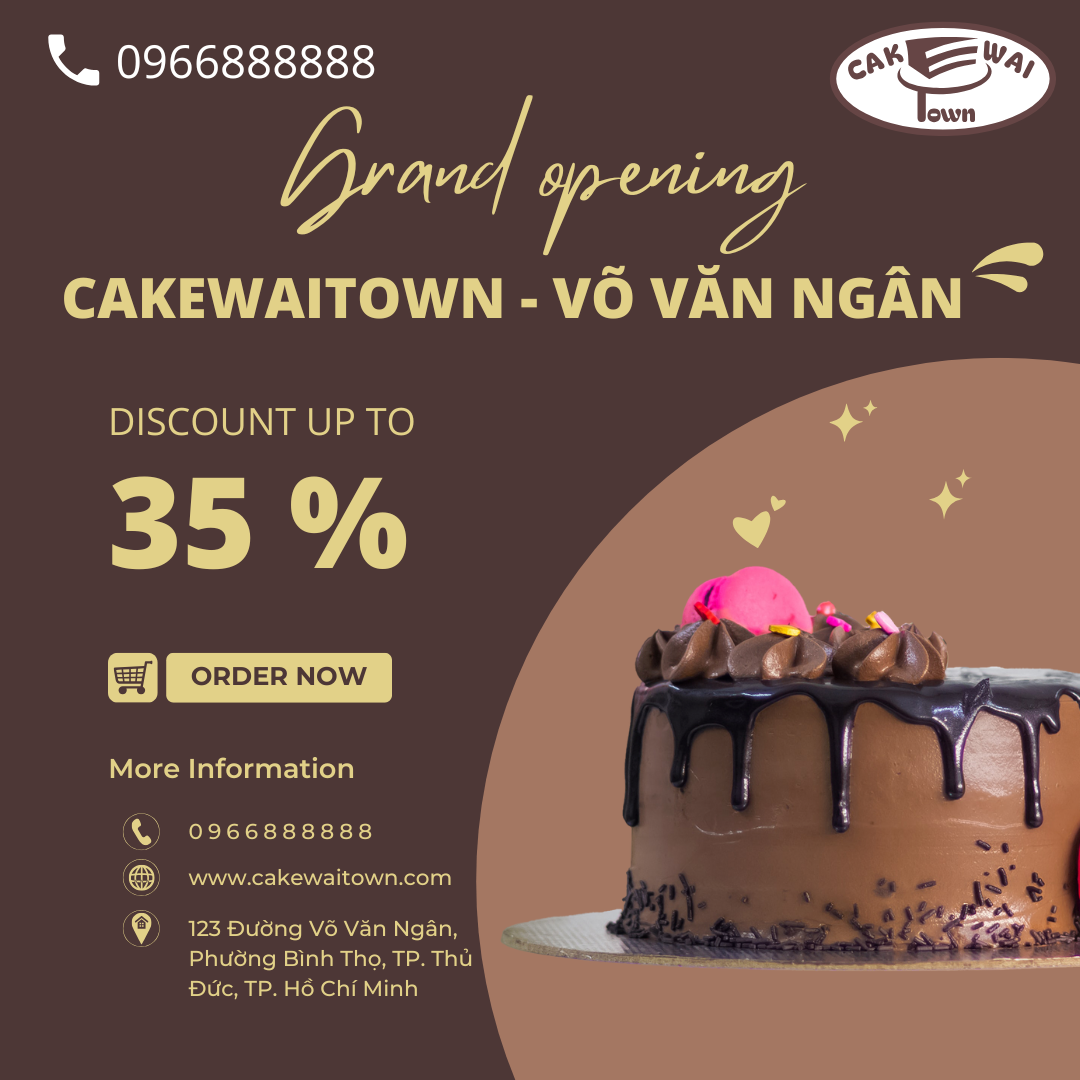 0966888888
CAKEWAI
Town
Grand opening
CAKEWAITOWN - VÕ VĂN NGÂN
DISCOUNT UP TO
35 %
ORDER NOW
More Information
0966888888
www.cakewaitown.com
123 Đường Võ Văn Ngân,
Phường Bình Thọ, TP. Thủ
Đức, TP. Hồ Chí Minh